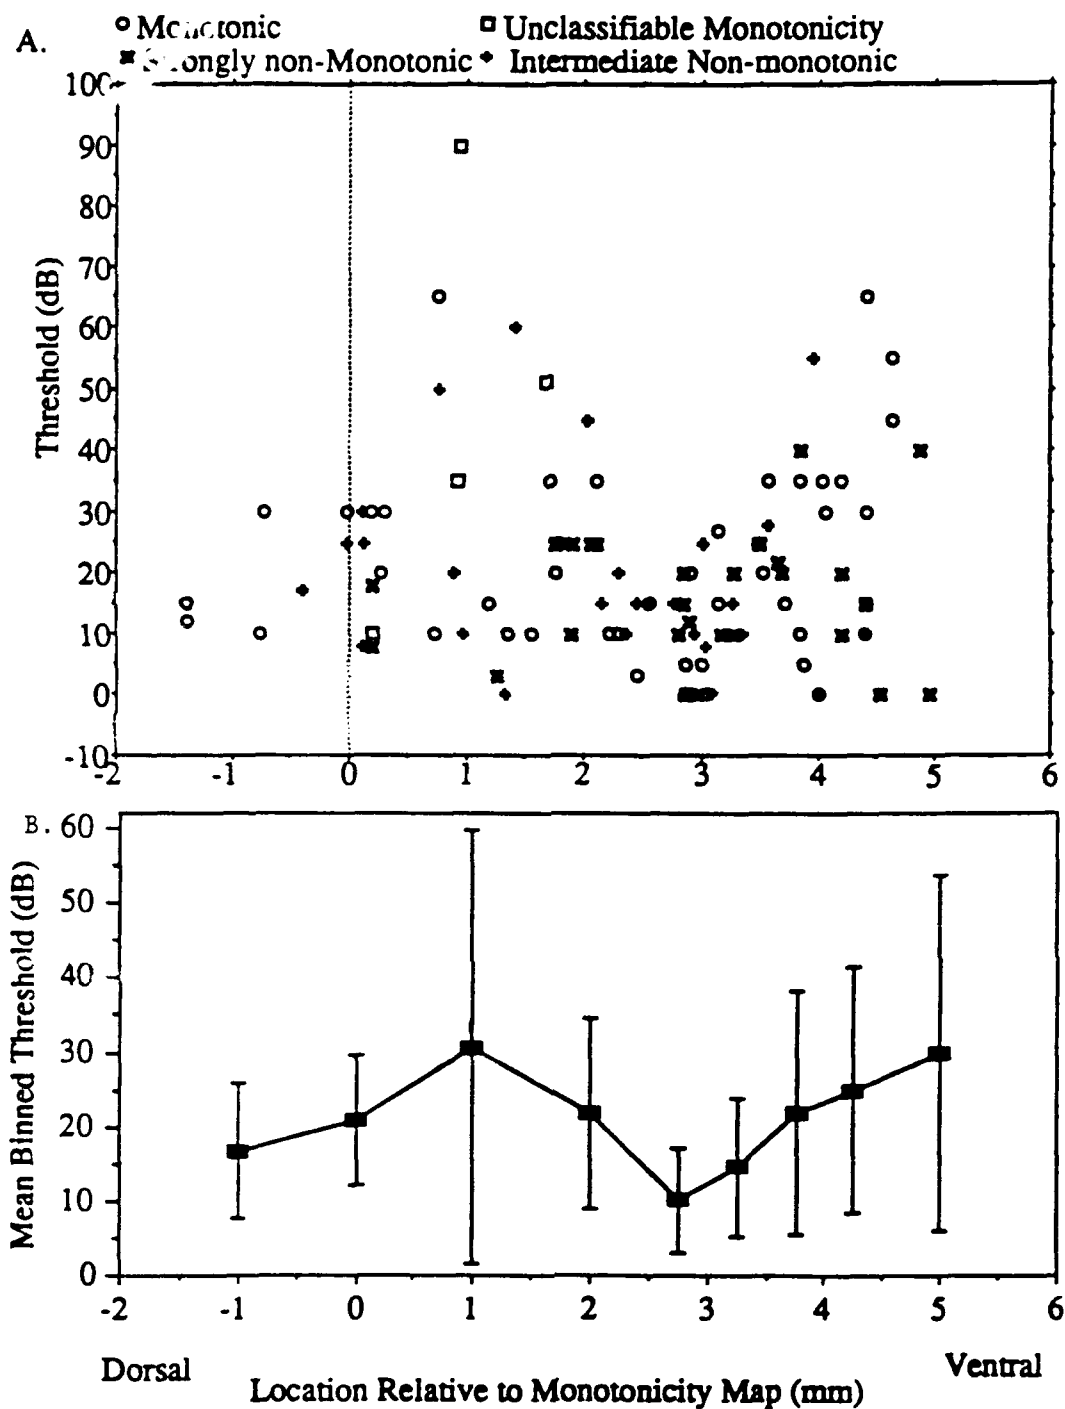 A.
Unclassifiable Monotonicity
non-Monotonic
Intermediate Non-monotonic
90
80
70
60
50
40
30
20
10
0
-10
Threshold (dB)
-2 -1 0 1 2 3 4 5 6
B.
60
50
40
30
20
10
0
Mean Binned Threshold (dB)
-2 -1 0 1 2 3 4 5 6
Dorsal
Ventral
Location Relative to Monotonicity Map (mm)